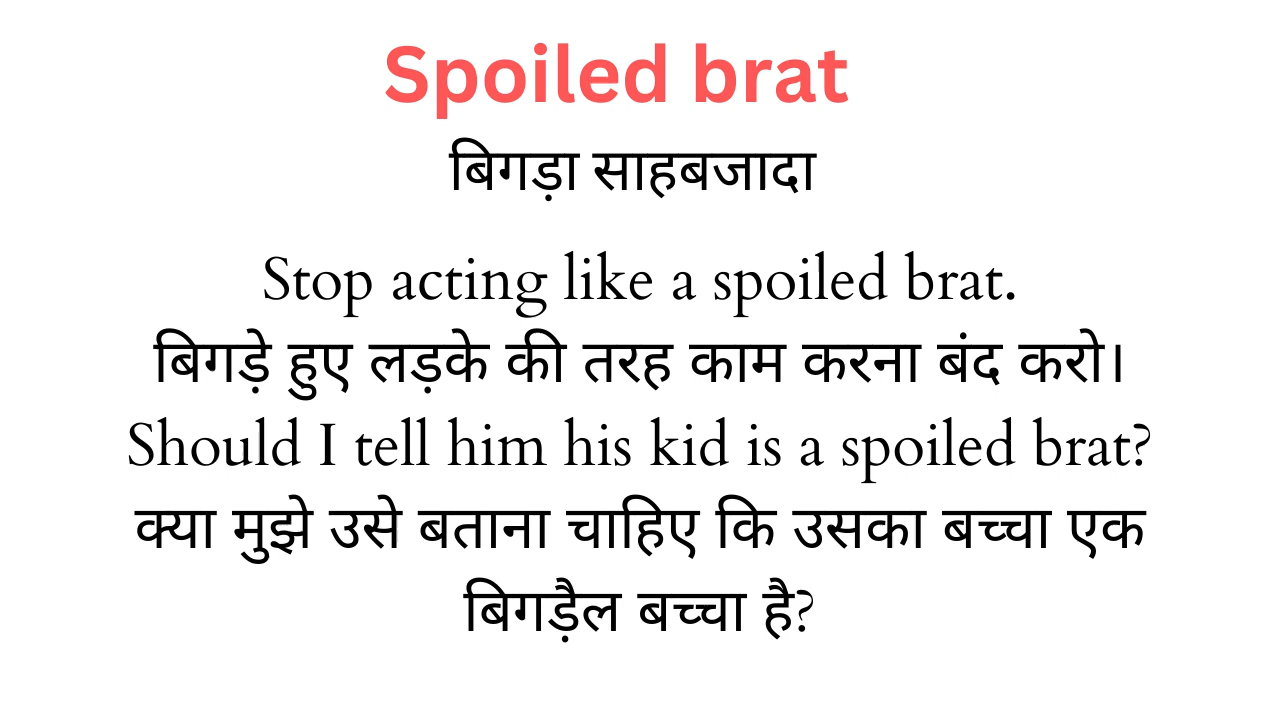 Spoiled brat
बिगड़ा साहबजादा
Stop acting like a spoiled brat.
बिगड़े हुए लड़के की तरह काम करना बंद करो।
Should I tell him his kid is a spoiled brat?
क्या मुझे उसे बताना चाहिए कि उसका बच्चा एक
बिगड़ैल बच्चा है?